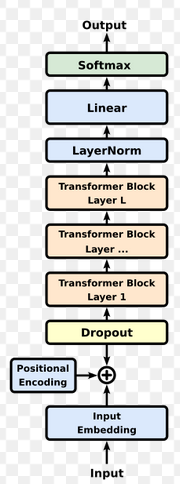 Output
Softmax
Linear
LayerNorm
Transformer Block
Layer L
Transformer Block
Layer ...
Transformer Block
Layer 1
Dropout
Positional
Encoding
Input
Embedding
Input